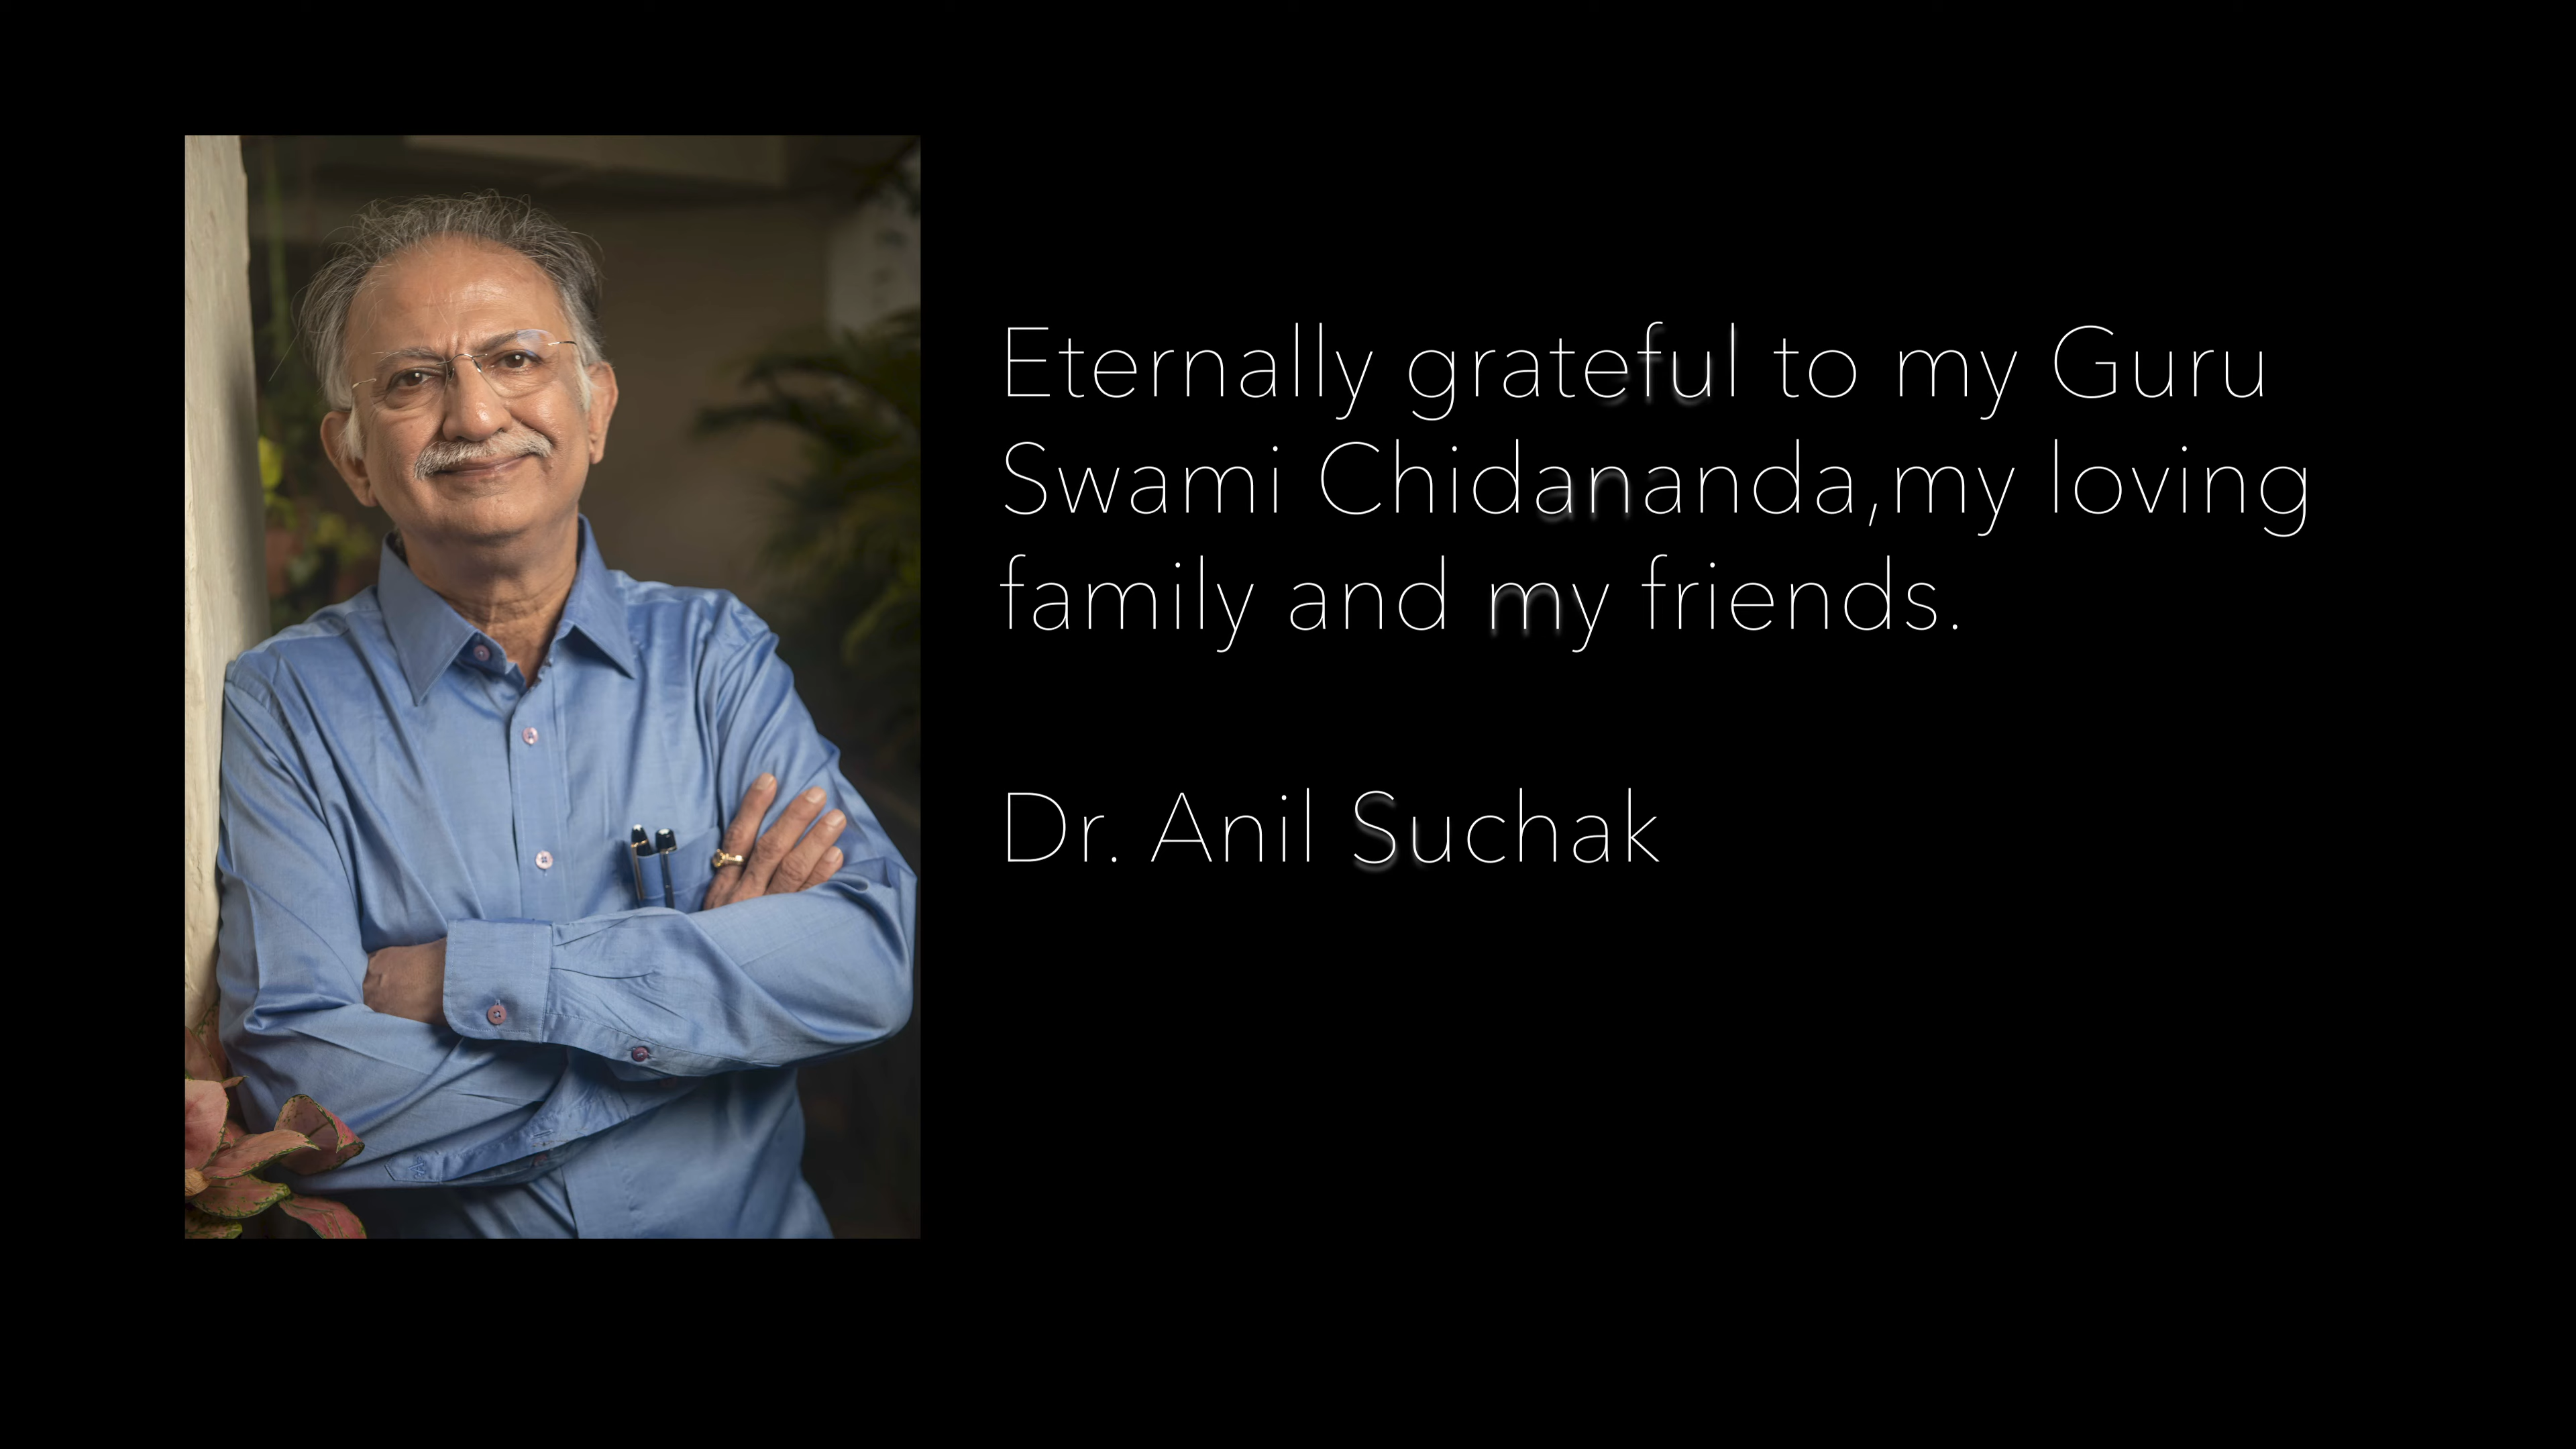 Eternally grateful to my Guru
Swami Chidananda,my loving
family and my friends.
Dr. Anil Suchak